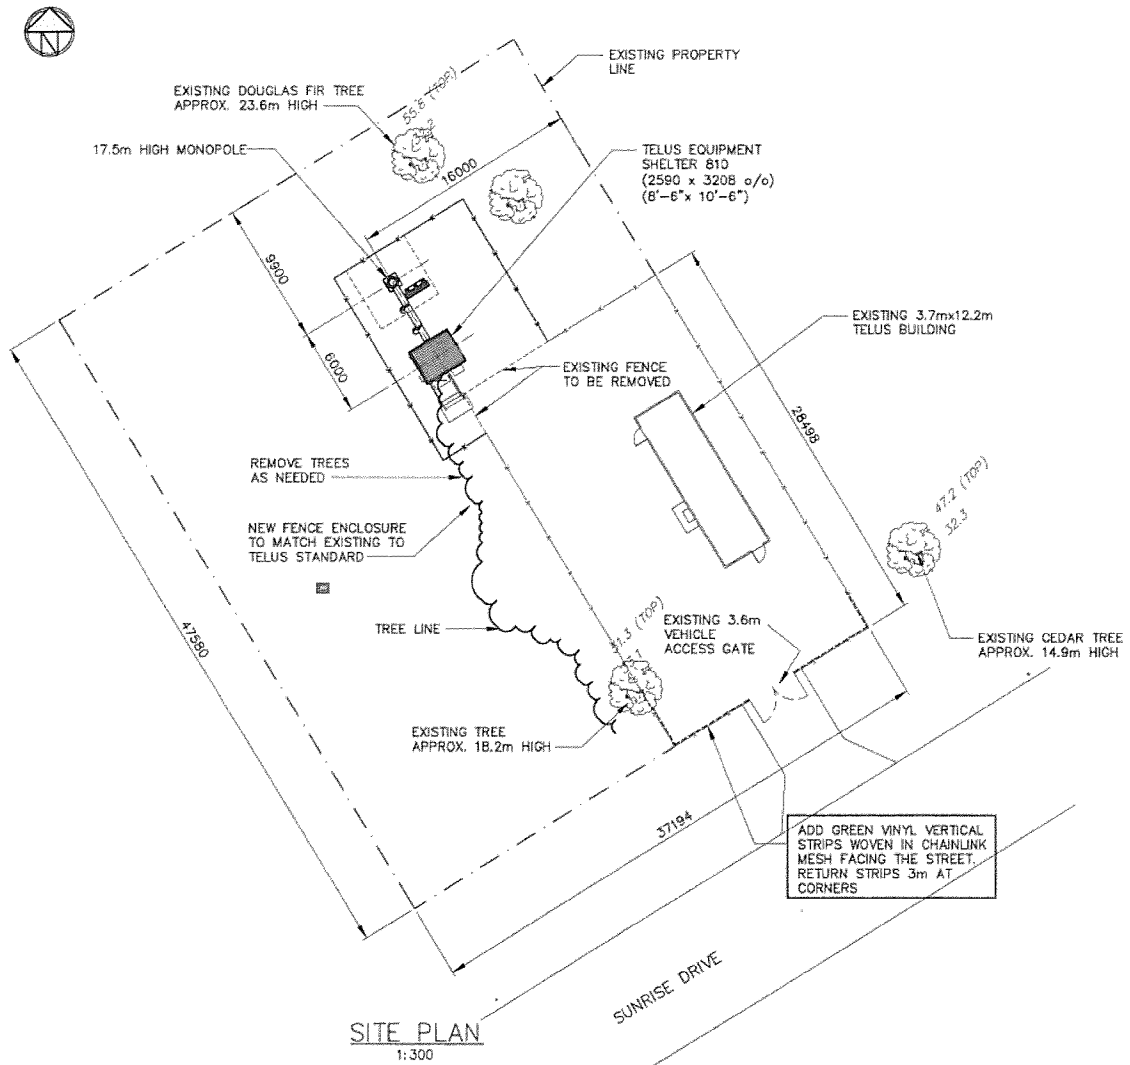 N
EXISTING PROPERTY
LINE
EXISTING DOUGLAS FIR TREE
APPROX. 23.6m HIGH
55.8 (TOP)
17.5m HIGH MONOPOLE
16000
TELUS EQUIPMENT
SHELTER 810
(2590 x 3208 o/o)
(8'-6"x 10'-6")
9900
6000
EXISTING 3.7mx12.2m
TELUS BUILDING
EXISTING FENCE
TO BE REMOVED
28498
REMOVE TREES
AS NEEDED
NEW FENCE ENCLOSURE
TO MATCH EXISTING TO
TELUS STANDARD
47.2 (TOP)
32.3
47580
TREE LINE
(TOP)
EXISTING 3.6m
VEHICLE
ACCESS GATE
EXISTING CEDAR TREE
APPROX. 14.9m HIGH
EXISTING TREE
APPROX. 18.2m HIGH
37194
ADD GREEN VINYL VERTICAL
STRIPS WOVEN IN CHAINLINK
MESH FACING THE STREET.
RETURN STRIPS 3m AT
CORNERS
SUNRISE DRIVE
SITE PLAN
1:300